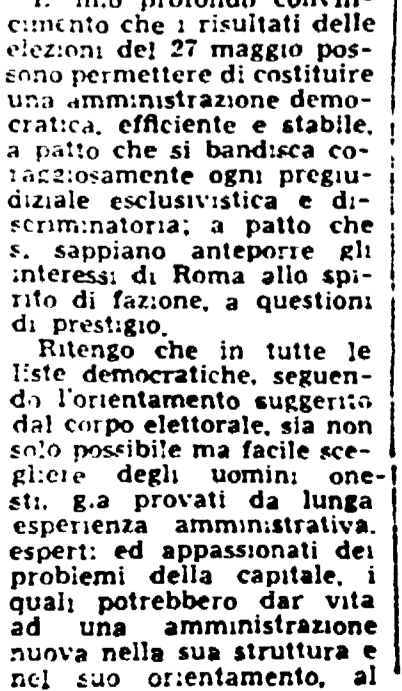 mio profondo convin-
cimento che i risultati delle
elezioni del 27 maggio pos-
sono permettere di costituire
una amministrazione demo-
cratica, efficiente e stabile,
a patto che si bandisca co-
raggiosamente ogni pregiu-
diziale esclusivistica e di-
scriminatoria; a patto che
si sappiano anteporre gli
interessi di Roma allo spi-
rito di fazione, a questioni
di prestigio.
Ritengo che in tutte le
liste democratiche, seguen-
do l'orientamento suggerito
dal corpo elettorale, sia non
solo possibile ma facile sce-
gliere degli uomini one-
sti, già provati da lunga
esperienza amministrativa,
esperti ed appassionati dei
problemi della capitale, i
quali potrebbero dar vita
ad una amministrazione
nuova nella sua struttura e
nel suo orientamento, al